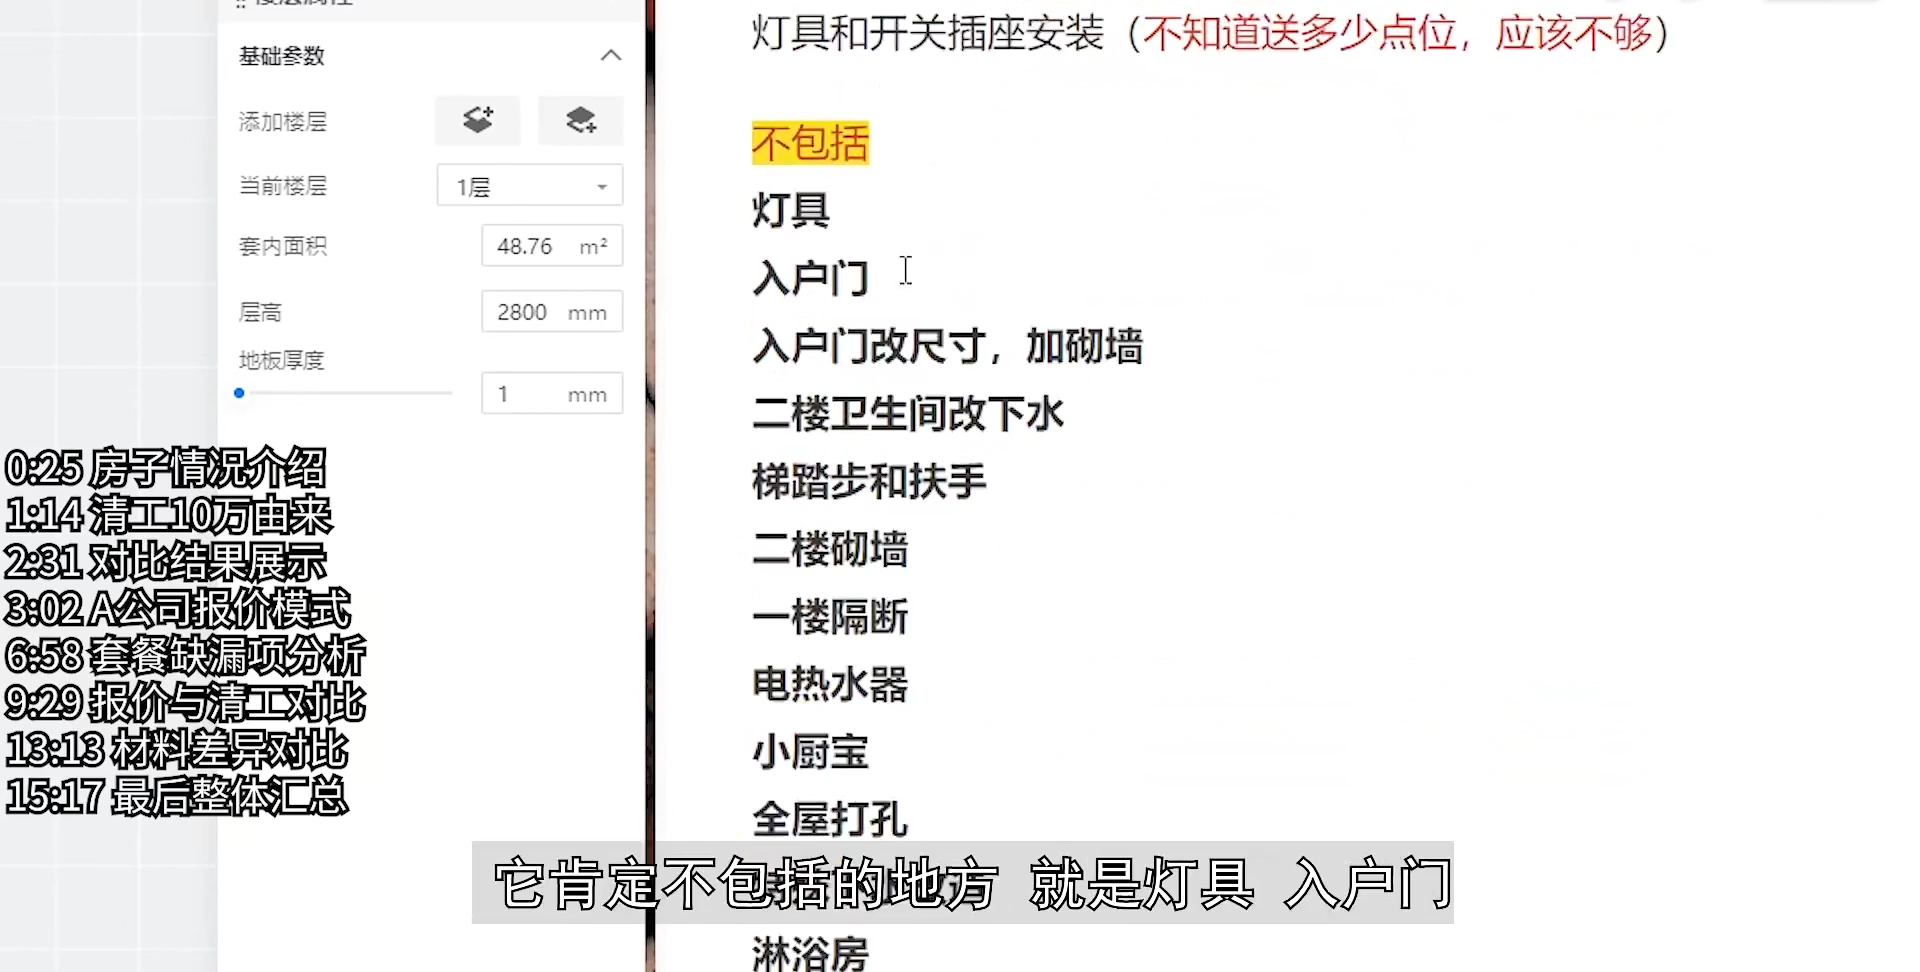 基础参数
添加楼层
当前楼层 1层
套内面积 48.76 m²
层高 2800 mm
地板厚度
1 mm
0:25 房子情况介绍
1:14 清工10万由来
2:31 对比结果展示
3:02 A公司报价模式
6:58 套餐缺漏项分析
9:29 报价与清工对比
13:13 材料差异对比
15:17 最后整体汇总
灯具和开关插座安装（不知道送多少点位，应该不够）
不包括
灯具
入户门
入户门改尺寸，加砌墙
二楼卫生间改下水
梯踏步和扶手
二楼砌墙
一楼隔断
电热水器
小厨宝
全屋打孔
它肯定不包括的地方 就是灯具 入户门
淋浴房